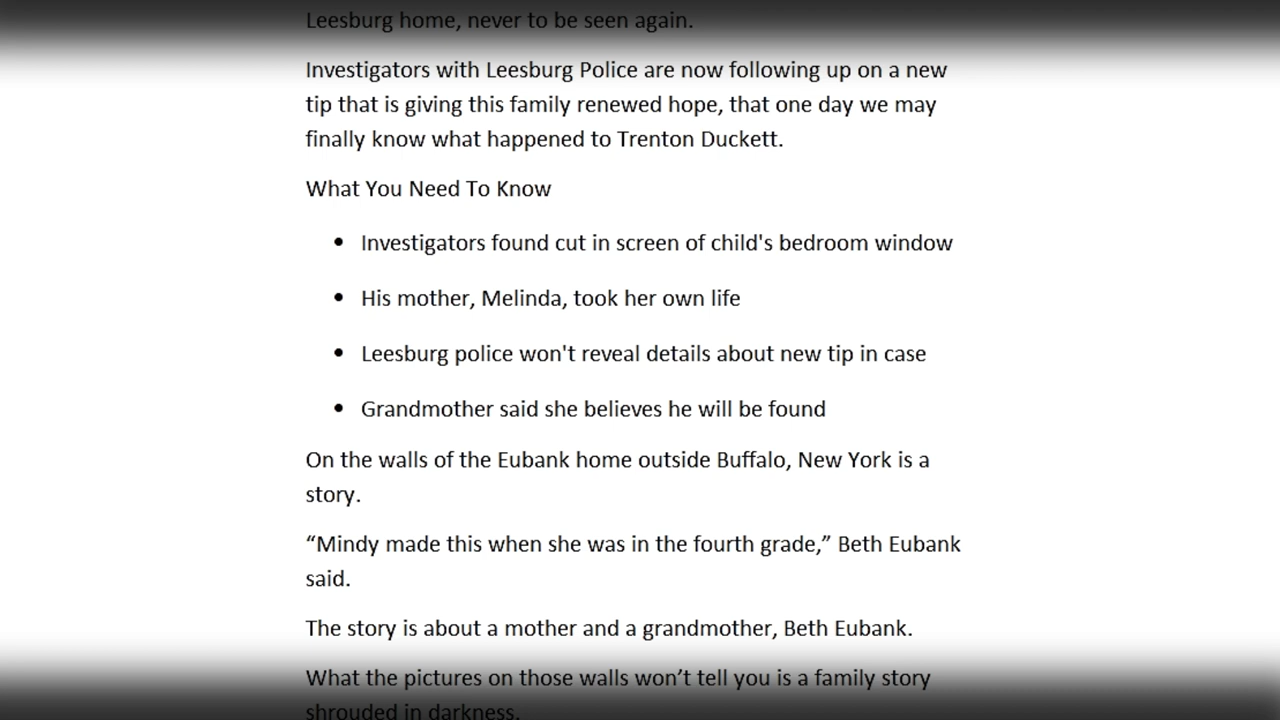 Leesburg home, never to be seen again.
Investigators with Leesburg Police are now following up on a new
tip that is giving this family renewed hope, that one day we may
finally know what happened to Trenton Duckett.
What You Need To Know
• Investigators found cut in screen of child's bedroom window
• His mother, Melinda, took her own life
• Leesburg police won't reveal details about new tip in case
• Grandmother said she believes he will be found
On the walls of the Eubank home outside Buffalo, New York is a
story.
“Mindy made this when she was in the fourth grade,” Beth Eubank
said.
The story is about a mother and a grandmother, Beth Eubank.
What the pictures on those walls won’t tell you is a family story
shrouded in darkness.